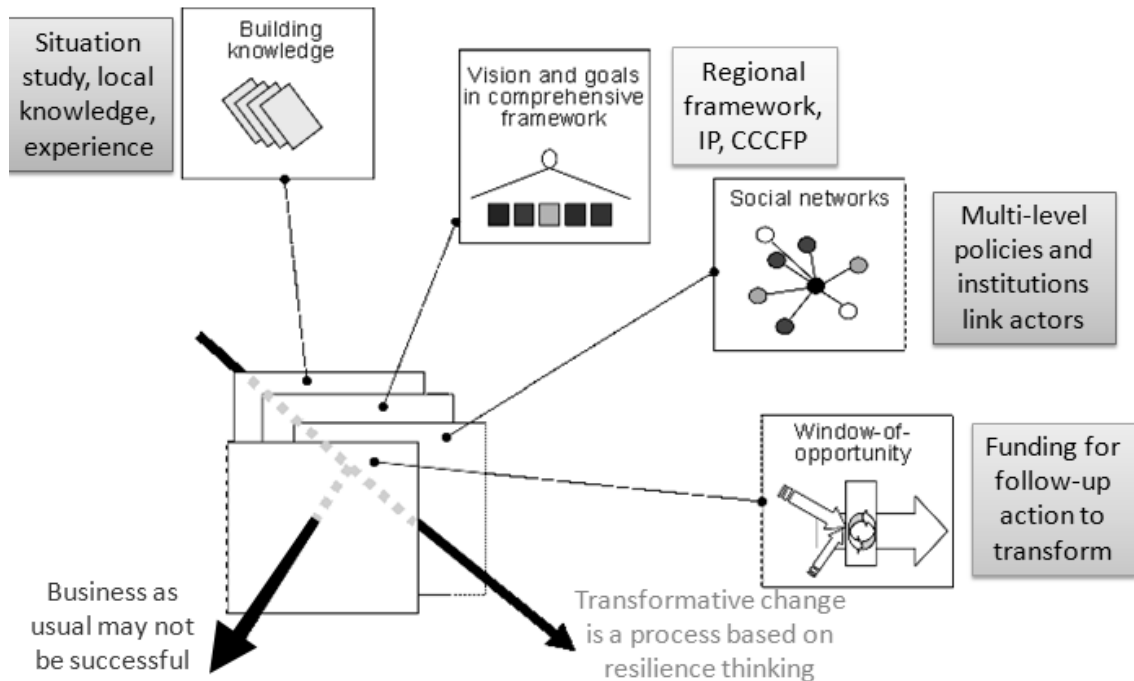 Situation
study, local
knowledge,
experience
Building
knowledge
Vision and goals
in comprehensive
framework
Regional
framework,
IP, CCCFP
Social networks
Multi-level
policies and
institutions
link actors
Window-of-
opportunity
Funding for
follow-up
action to
transform
Business as
usual may not
be successful
Transformative change
is a process based on
resilience thinking